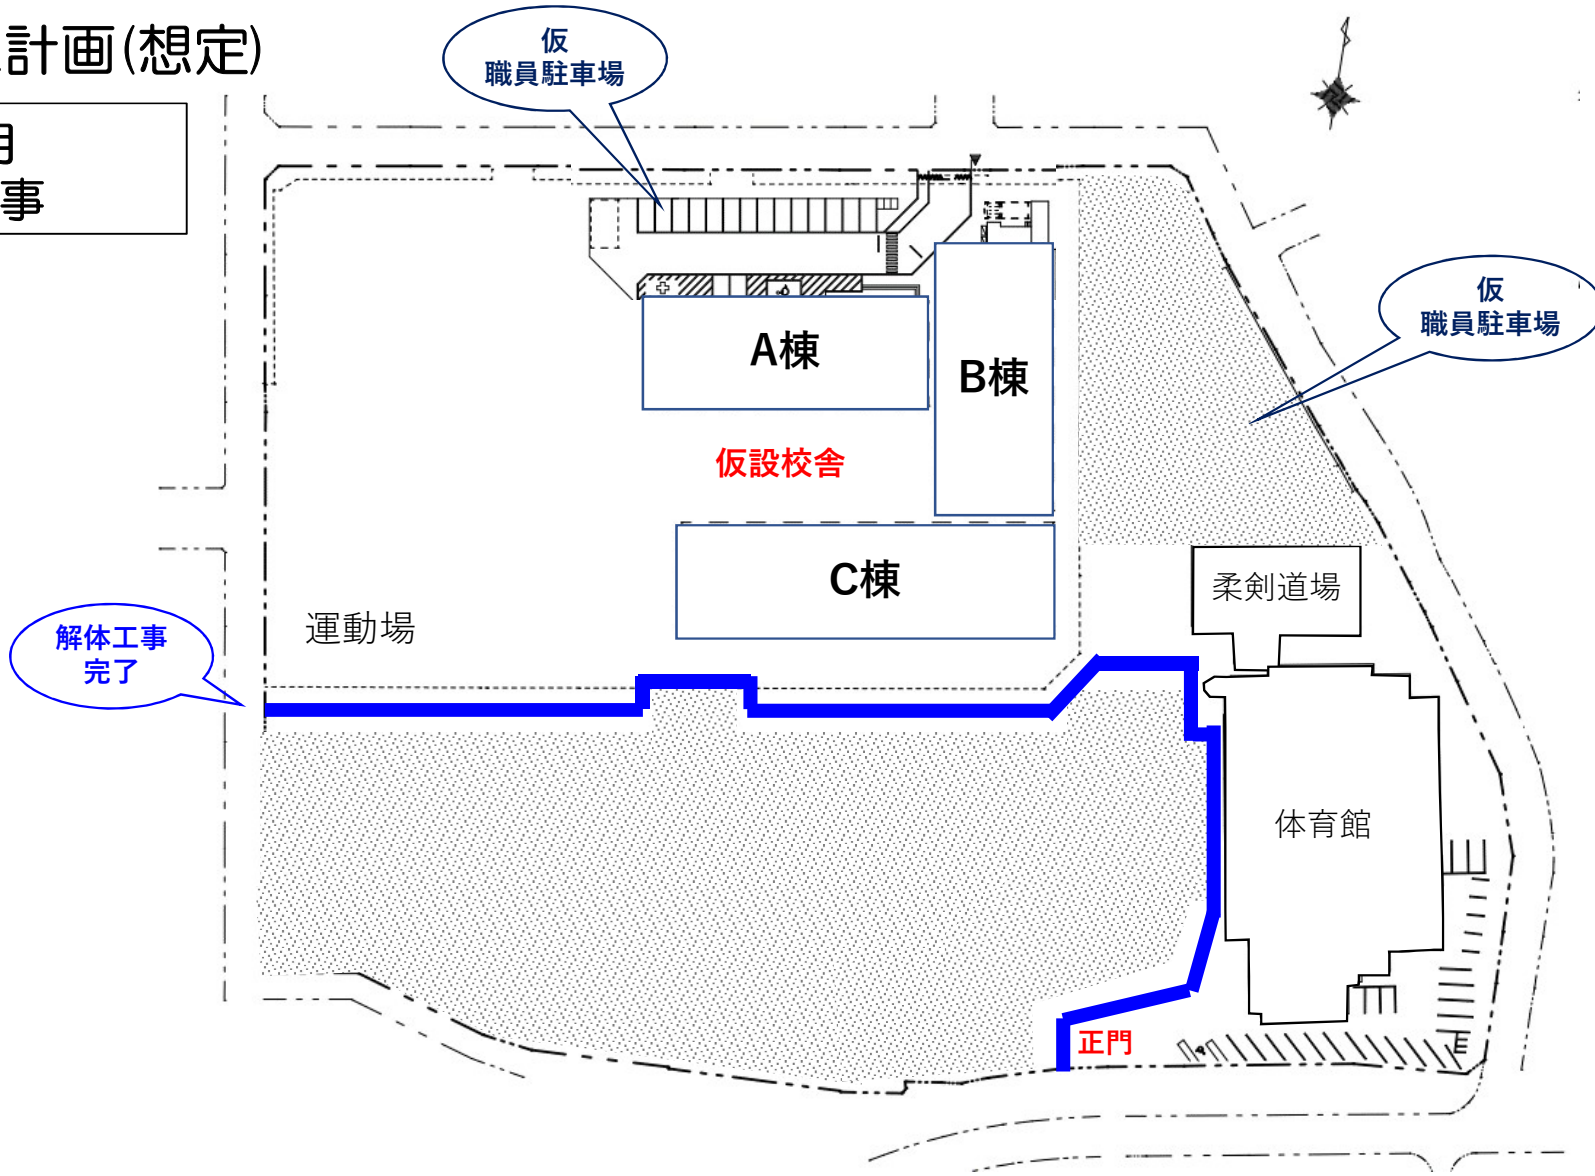 計画(想定)
事
仮
職員駐車場
仮
職員駐車場
A棟
B棟
仮設校舎
C棟
柔剣道場
運動場
解体工事
完了
体育館
正門